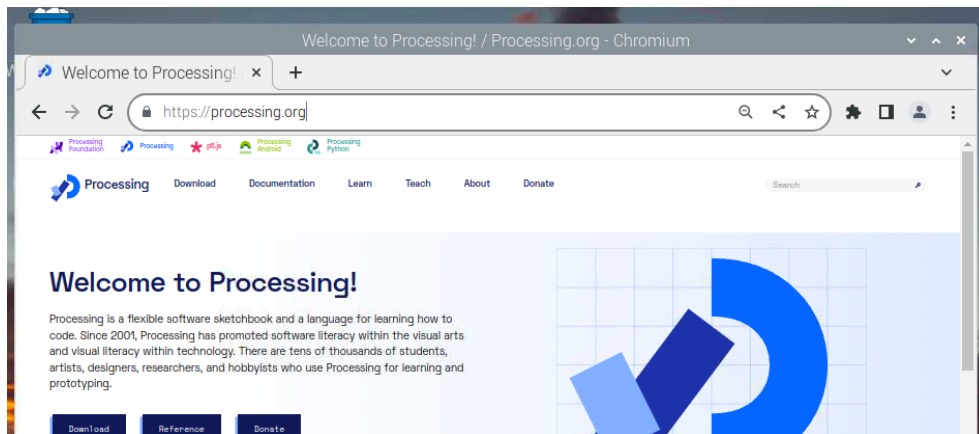 Welcome to Processing! / Processing.org - Chromium
Welcome to Processing!
https://processing.org
Processing Foundation
Processing
p5.js
Processing Android
Processing Python
Processing Download Documentation Learn Teach About Donate
Search
Welcome to Processing!
Processing is a flexible software sketchbook and a language for learning how to
code. Since 2001, Processing has promoted software literacy within the visual arts
and visual literacy within technology. There are tens of thousands of students,
artists, designers, researchers, and hobbyists who use Processing for learning and
prototyping.
Download Reference Donate